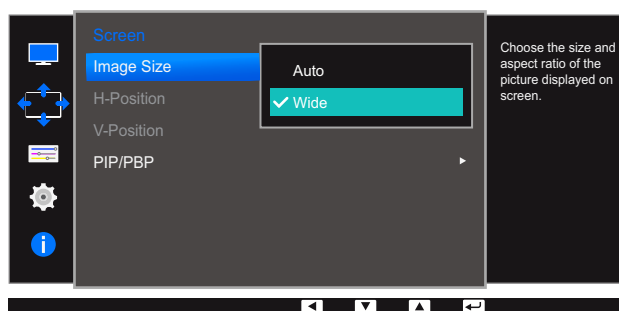 Screen
Image Size
Auto
Wide
H-Position
V-Position
PIP/PBP
Choose the size and
aspect ratio of the
picture displayed on
screen.